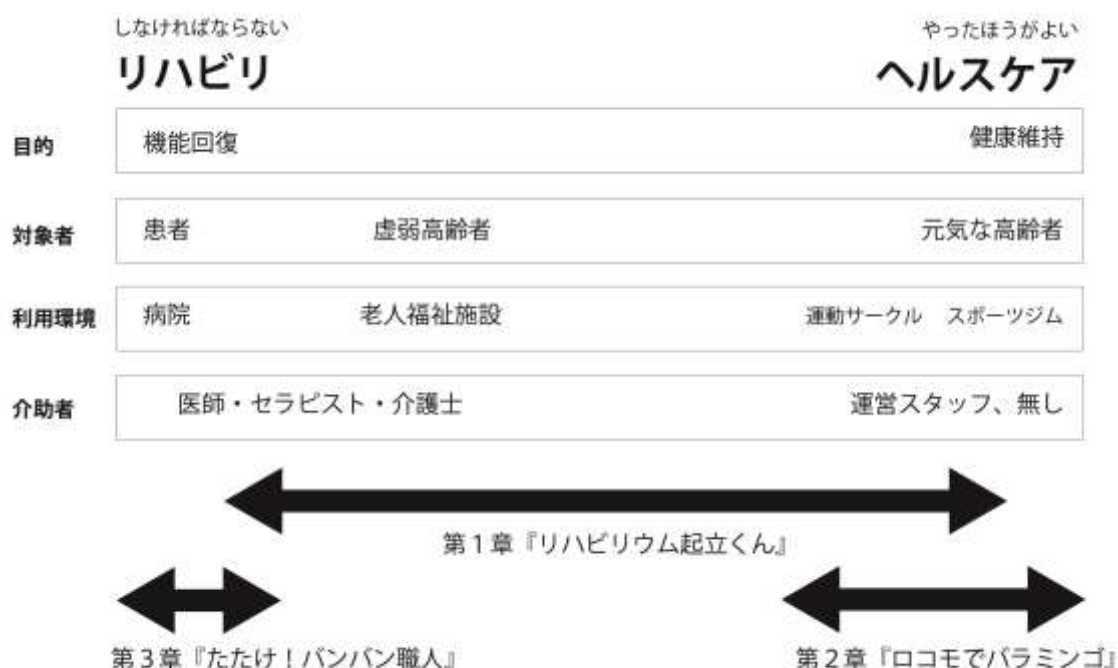 しなければならない
やったほうがよい
リハビリ
ヘルスケア
目的
機能回復
健康維持
対象者
患者
虚弱高齢者
元気な高齢者
利用環境
病院
老人福祉施設
運動サークル スポーツジム
介助者
医師・セラピスト・介護士
運営スタッフ、無し
第1章『リハビリウム起立くん』
第3章『たたけ！バンバン職人』
第2章『ロコモでバラミンゴ』